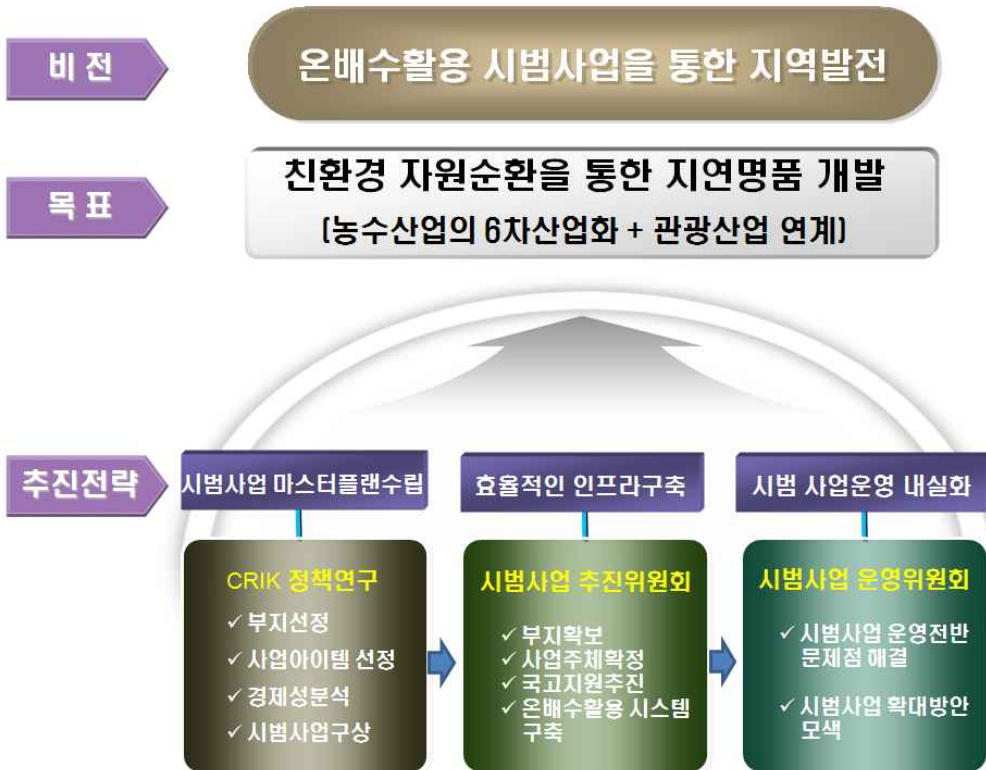 비 전
온배수활용 시범사업을 통한 지역발전
목 표
친환경 자원순환을 통한 지연명품 개발
(농수산업의 6차산업화 + 관광산업 연계)
추진전략
시범사업 마스터플랜수립
효율적인 인프라구축
시범 사업운영 내실화
CRIK 정책연구
✓ 부지선정
✓ 사업아이템 선정
✓ 경제성분석
✓ 시범사업구상
시범사업 추진위원회
✓ 부지확보
✓ 사업주체확정
✓ 국고지원추진
✓ 온배수활용 시스템
구축
시범사업 운영위원회
✓ 시범사업 운영전반
문제점 해결
✓ 시범사업 확대방안
모색